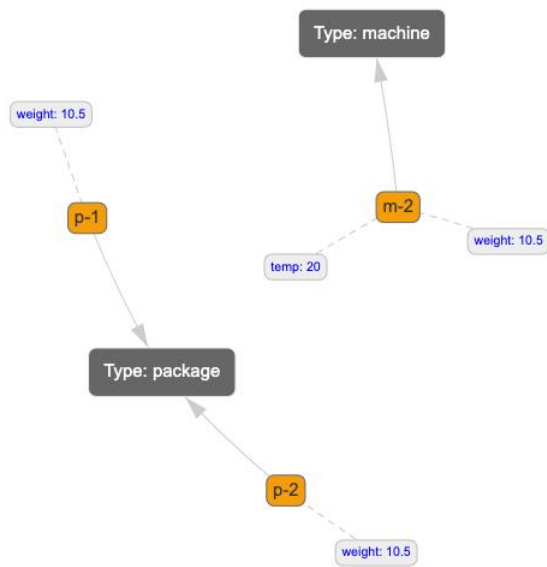 Type: machine
weight: 10.5
p-1
m-2
weight: 10.5
temp: 20
Type: package
p-2
weight: 10.5